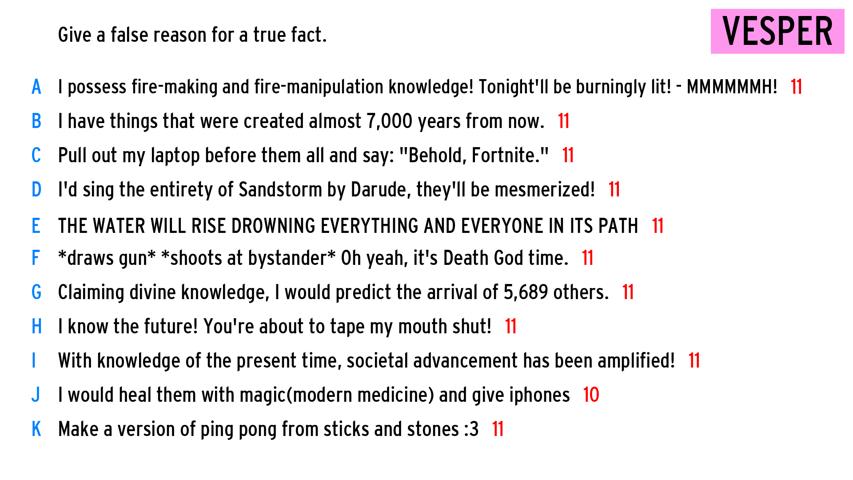 Give a false reason for a true fact.
VESPER
A I possess fire-making and fire-manipulation knowledge! Tonight'll be burningly lit! - MMMMMMH! 11
B I have things that were created almost 7,000 years from now. 11
C Pull out my laptop before them all and say: "Behold, Fortnite." 11
D I'd sing the entirety of Sandstorm by Darude, they'll be mesmerized! 11
E THE WATER WILL RISE DROWNING EVERYTHING AND EVERYONE IN ITS PATH 11
F *draws gun* *shoots at bystander* Oh yeah, it's Death God time. 11
G Claiming divine knowledge, I would predict the arrival of 5,689 others. 11
H I know the future! You're about to tape my mouth shut! 11
I With knowledge of the present time, societal advancement has been amplified! 11
J I would heal them with magic(modern medicine) and give iphones 10
K Make a version of ping pong from sticks and stones :3 11